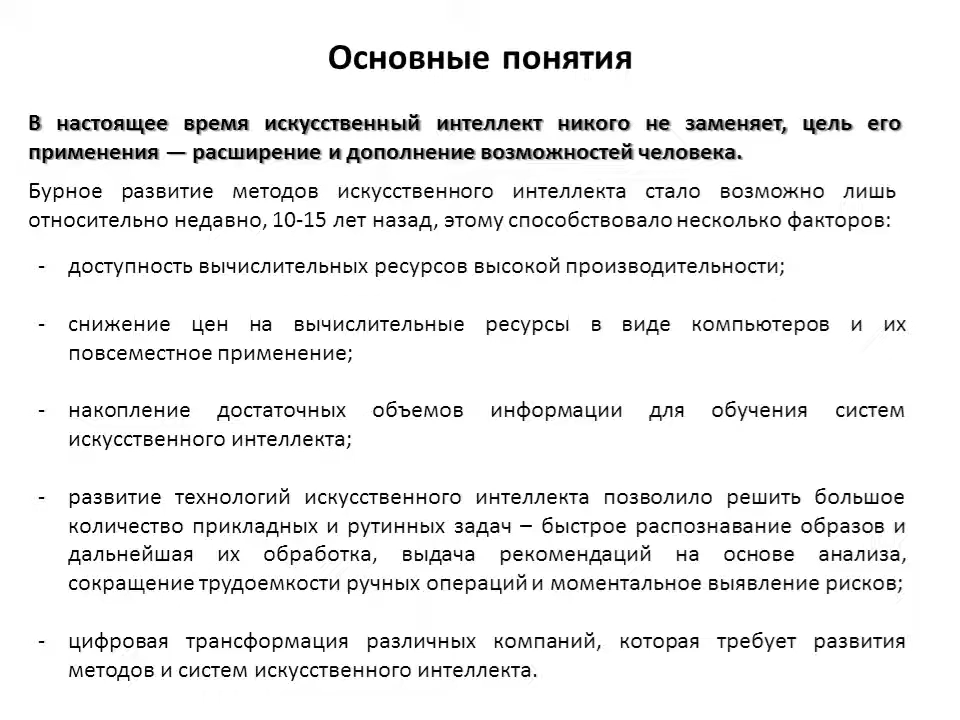 Основные понятия
В настоящее время искусственный интеллект никого не заменяет, цель его
применения — расширение и дополнение возможностей человека.
Бурное развитие методов искусственного интеллекта стало возможно лишь
относительно недавно, 10-15 лет назад, этому способствовало несколько факторов:
- доступность вычислительных ресурсов высокой производительности;
- снижение цен на вычислительные ресурсы в виде компьютеров и их
повсеместное применение;
- накопление достаточных объемов информации для обучения систем
искусственного интеллекта;
- развитие технологий искусственного интеллекта позволило решить большое
количество прикладных и рутинных задач – быстрое распознавание образов и
дальнейшая их обработка, выдача рекомендаций на основе анализа,
сокращение трудоемкости ручных операций и моментальное выявление рисков;
- цифровая трансформация различных компаний, которая требует развития
методов и систем искусственного интеллекта.